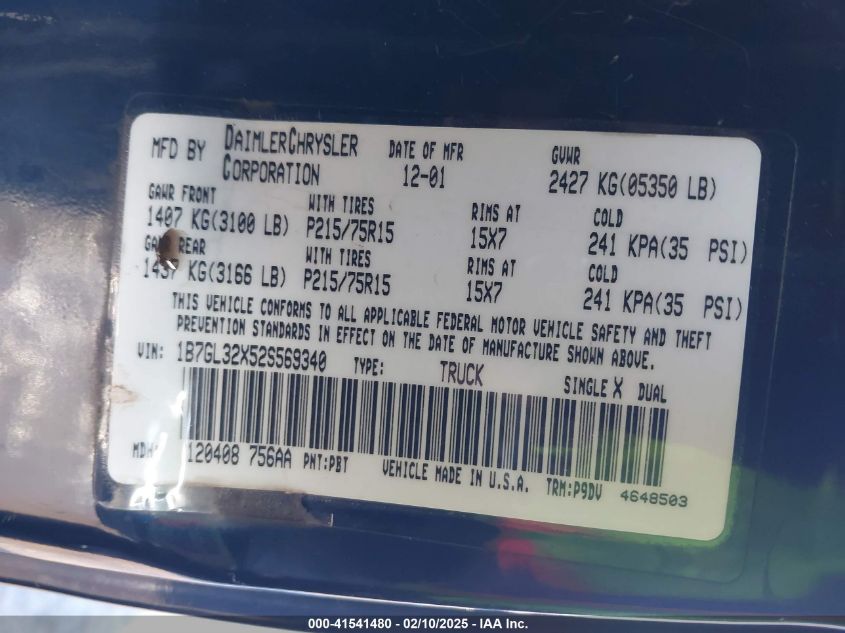 MFD BY DAIMLERCHRYSLER CORPORATION DATE OF MFR 12-01 GVWR 2427 KG(05350 LB)
GAWR FRONT WITH TIRES RIMS AT COLD
1407 KG(3100 LB) P215/75R15 15X7 241 KPA(35 PSI)
GAWR REAR WITH TIRES RIMS AT COLD
1437 KG(3166 LB) P215/75R15 15X7 241 KPA(35 PSI)
THIS VEHICLE CONFORMS TO ALL APPLICABLE FEDERAL MOTOR VEHICLE SAFETY AND THEFT
PREVENTION STANDARDS IN EFFECT ON THE DATE OF MANUFACTURE SHOWN ABOVE.
VIN: 1B7GL32X52S569340 TYPE: TRUCK SINGLE X DUAL
MDH: 120408 756AA PNT:PBT VEHICLE MADE IN U.S.A. TRM:P9DV 4648503
000-41541480 - 02/10/2025 - IAA Inc.